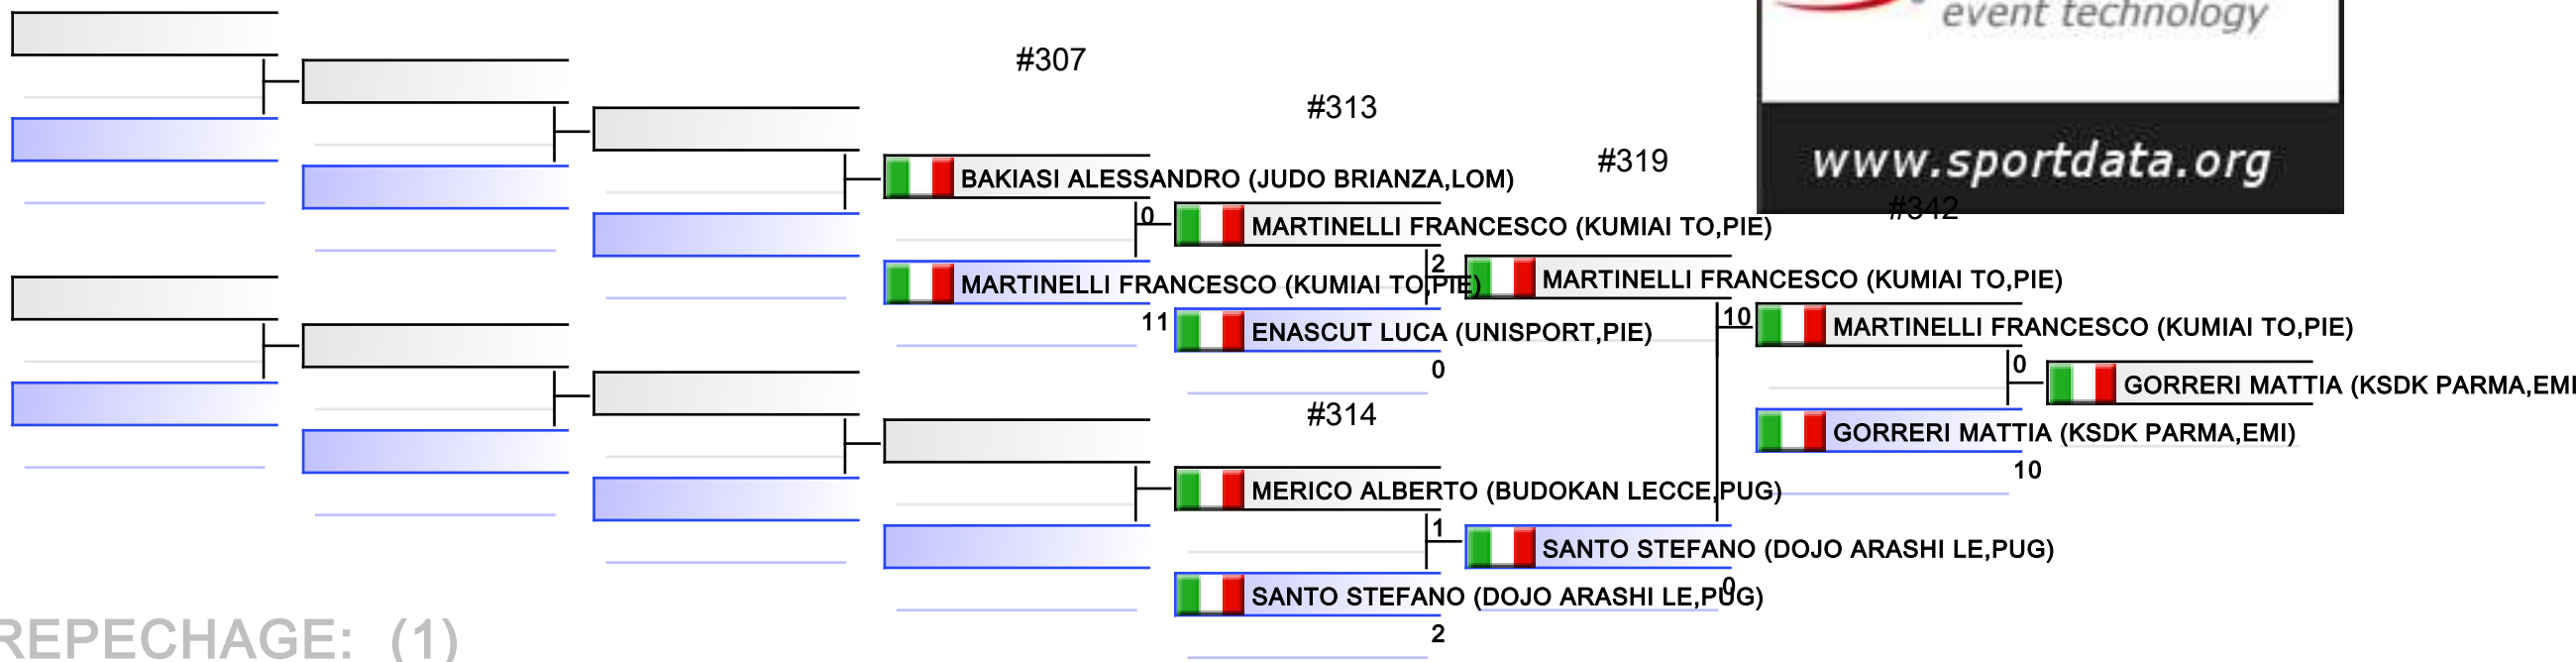 event technology
#307
#313
#319
www.sportdata.org
#342
BAKIASI ALESSANDRO (JUDO BRIANZA,LOM)
0
MARTINELLI FRANCESCO (KUMIAI TO,PIE)
2
MARTINELLI FRANCESCO (KUMIAI TO,PIE)
11
MARTINELLI FRANCESCO (KUMIAI TO,PIE)
10
ENASCUT LUCA (UNISPORT,PIE)
0
MARTINELLI FRANCESCO (KUMIAI TO,PIE)
0
GORRERI MATTIA (KSDK PARMA,EMI
#314
GORRERI MATTIA (KSDK PARMA,EMI)
10
MERICO ALBERTO (BUDOKAN LECCE,PUG)
1
SANTO STEFANO (DOJO ARASHI LE,PUG)
0
SANTO STEFANO (DOJO ARASHI LE,PUG)
2
REPECHAGE: (1)